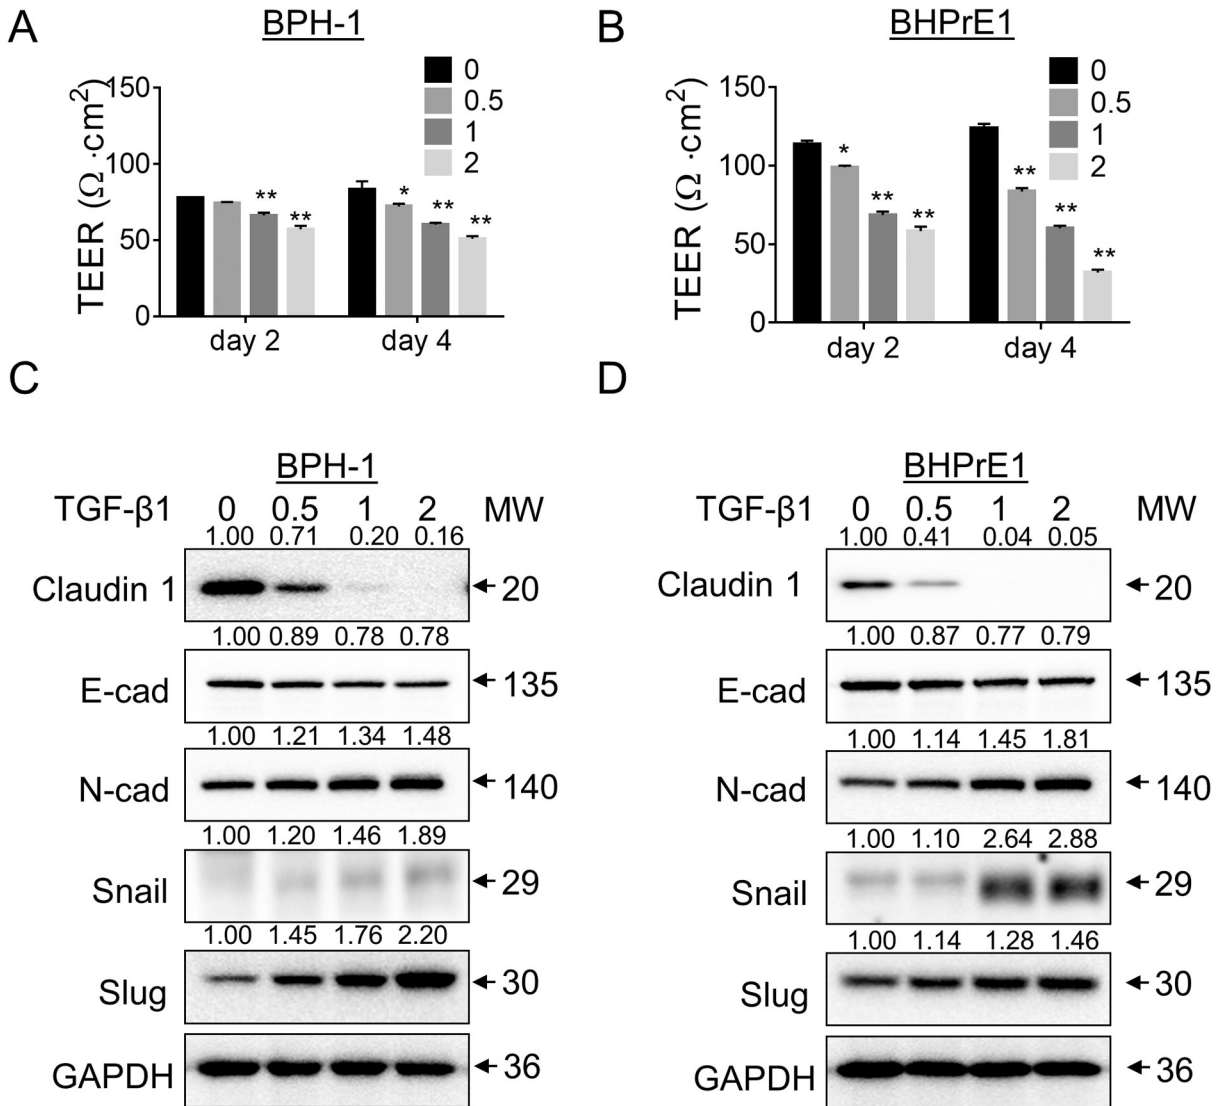 A
BPH-1
TEER (Ω ·cm2)
150
100
50
0
0
0.5
1
2
**
**
*
**
**
day 2
day 4
B
BHPrE1
TEER (Ω ·cm2)
150
100
50
0
0
0.5
1
2
*
**
**
**
**
**
day 2
day 4
C
BPH-1
TGF-β1 0 0.5 1 2 MW
1.00 0.71 0.20 0.16
Claudin 1 20
1.00 0.89 0.78 0.78
E-cad 135
1.00 1.21 1.34 1.48
N-cad 140
1.00 1.20 1.46 1.89
Snail 29
1.00 1.45 1.76 2.20
Slug 30
GAPDH 36
D
BHPrE1
TGF-β1 0 0.5 1 2 MW
1.00 0.41 0.04 0.05
Claudin 1 20
1.00 0.87 0.77 0.79
E-cad 135
1.00 1.14 1.45 1.81
N-cad 140
1.00 1.10 2.64 2.88
Snail 29
1.00 1.14 1.28 1.46
Slug 30
GAPDH 36